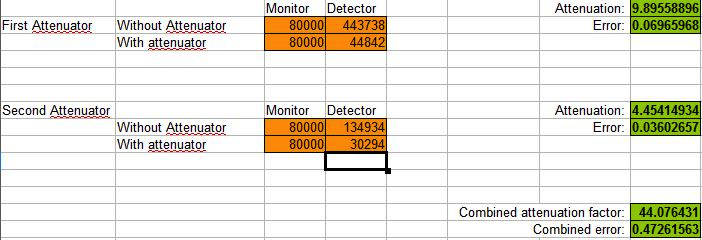 Monitor Detector Attenuation: 9.89558896
First Attenuator Without Attenuator 80000 443738 Error: 0.06965968
With attenuator 80000 44842
Second Attenuator Monitor Detector Attenuation: 4.45414934
Without Attenuator 80000 134934 Error: 0.03602657
With attenuator 80000 30294
Combined attenuation factor: 44.076431
Combined error: 0.47261563